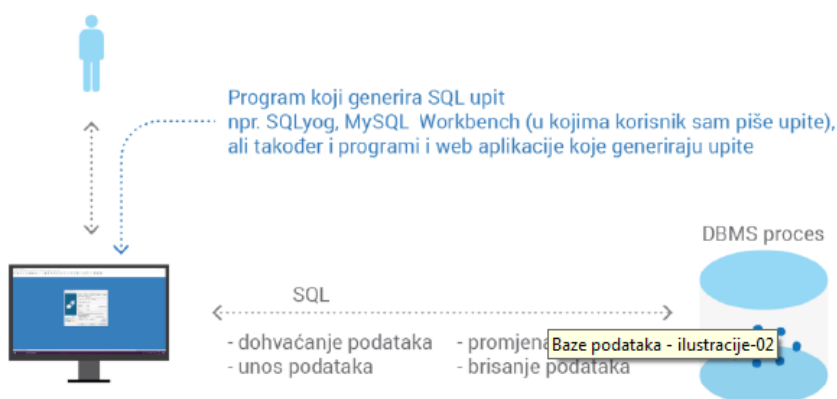 Program koji generira SQL upit
npr. SQLyog, MySQL Workbench (u kojima korisnik sam piše upite),
ali također i programi i web aplikacije koje generiraju upite
DBMS proces
SQL
- dohvaćanje podataka
- unos podataka
- promjena
- brisanje podataka
Baze podataka - ilustracije-02